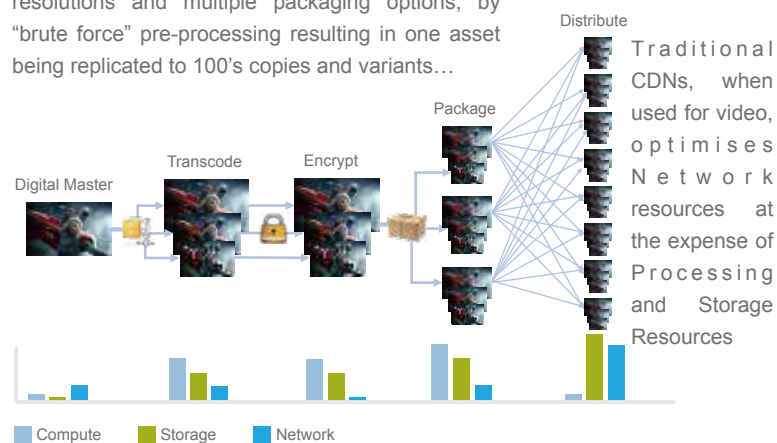 resolutions and multiple packaging options, by
“brute force” pre-processing resulting in one asset
being replicated to 100’s copies and variants…
Distribute
Traditional
CDNs, when
used for video,
optimises
Network
resources at
the expense of
Processing
and Storage
Resources
Package
Transcode
Encrypt
Digital Master
Compute
Storage
Network